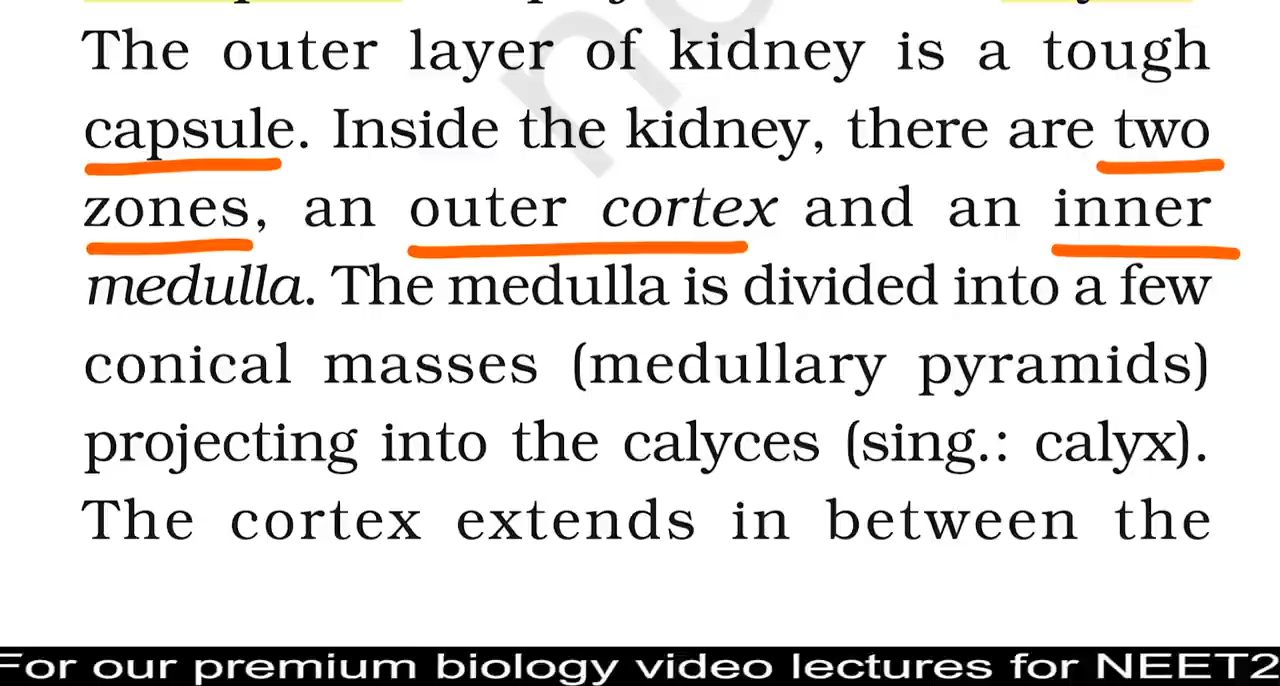 The outer layer of kidney is a tough
capsule. Inside the kidney, there are two
zones, an outer cortex and an inner
medulla. The medulla is divided into a few
conical masses (medullary pyramids)
projecting into the calyces (sing.: calyx).
The cortex extends in between the
For our premium biology video lectures for NEET2